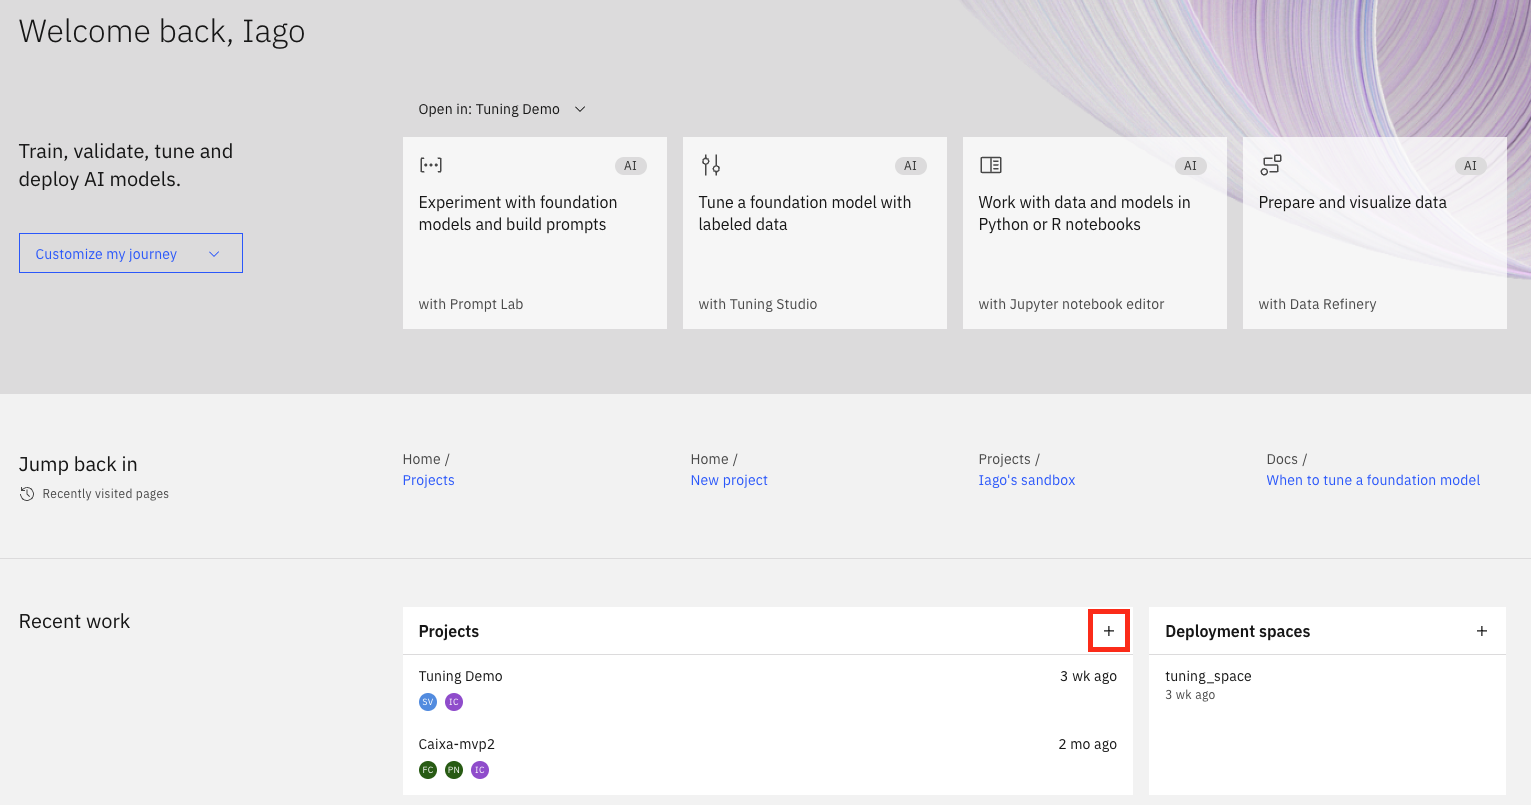 Welcome back, Iago
Open in: Tuning Demo
Train, validate, tune and
deploy AI models.
Customize my journey
AI
Experiment with foundation
models and build prompts
with Prompt Lab
AI
Tune a foundation model with
labeled data
with Tuning Studio
AI
Work with data and models in
Python or R notebooks
with Jupyter notebook editor
AI
Prepare and visualize data
with Data Refinery
Jump back in
Recently visited pages
Home /
Projects
Home /
New project
Projects /
Iago's sandbox
Docs /
When to tune a foundation model
Recent work
Projects
Tuning Demo
3 wk ago
SV IC
Caixa-mvp2
2 mo ago
FC PN IC
Deployment spaces
tuning_space
3 wk ago